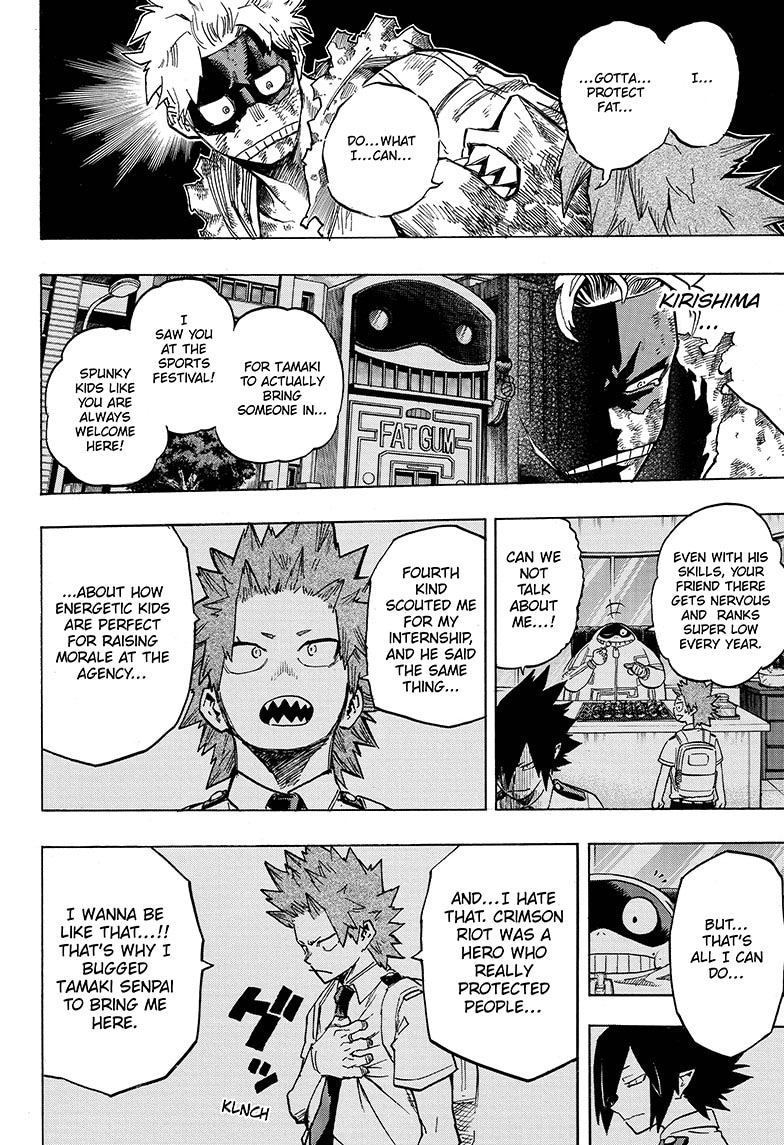 I...
...GOTTA...
PROTECT
FAT...
DO...WHAT
I...CAN...
KIRISHIMA
...
FAT GUM
FOR TAMAKI
TO ACTUALLY
BRING
SOMEONE IN...
I
SAW YOU
AT THE
SPORTS
FESTIVAL!
SPUNKY
KIDS LIKE
YOU ARE
ALWAYS
WELCOME
HERE!
EVEN WITH HIS
SKILLS, YOUR
FRIEND THERE
GETS NERVOUS
AND RANKS
SUPER LOW
EVERY YEAR.
CAN WE
NOT
TALK
ABOUT
ME...!
FOURTH
KIND
SCOUTED ME
FOR MY
INTERNSHIP,
AND HE SAID
THE SAME
THING...
...ABOUT HOW
ENERGETIC KIDS
ARE PERFECT
FOR RAISING
MORALE AT THE
AGENCY...
BUT...
THAT'S
ALL I CAN
DO...
AND...I HATE
THAT. CRIMSON
RIOT WAS A
HERO WHO
REALLY
PROTECTED
PEOPLE...
I WANNA BE
LIKE THAT...!!
THAT'S WHY I
BUGGED
TAMAKI SENPAI
TO BRING ME
HERE.
グッ
KLNCH